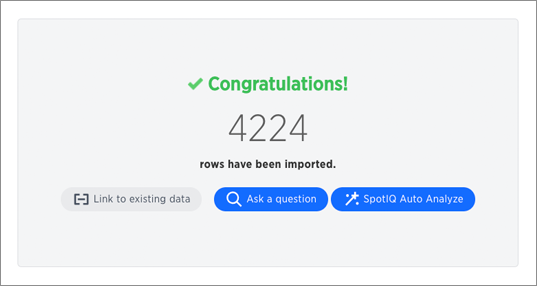 Congratulations!
4224
rows have been imported.
Link to existing data
Ask a question
SpotIQ Auto Analyze